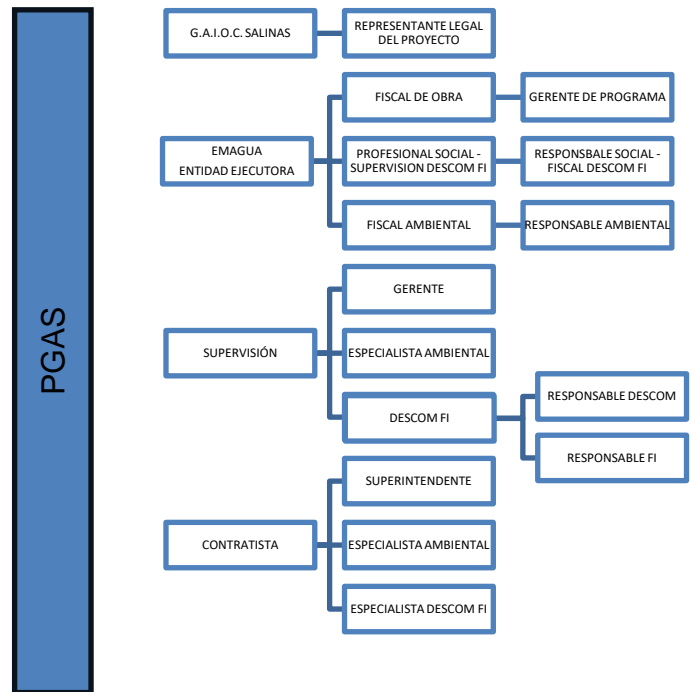 PGAS
G.A.I.O.C. SALINAS
REPRESENTANTE LEGAL
DEL PROYECTO
EMAGUA
ENTIDAD EJECUTORA
FISCAL DE OBRA
GERENTE DE PROGRAMA
PROFESIONAL SOCIAL -
SUPERVISION DESCOM FI
RESPONSBALE SOCIAL -
FISCAL DESCOM FI
FISCAL AMBIENTAL
RESPONSABLE AMBIENTAL
SUPERVISIÓN
GERENTE
ESPECIALISTA AMBIENTAL
DESCOM FI
RESPONSABLE DESCOM
RESPONSABLE FI
CONTRATISTA
SUPERINTENDENTE
ESPECIALISTA AMBIENTAL
ESPECIALISTA DESCOM FI